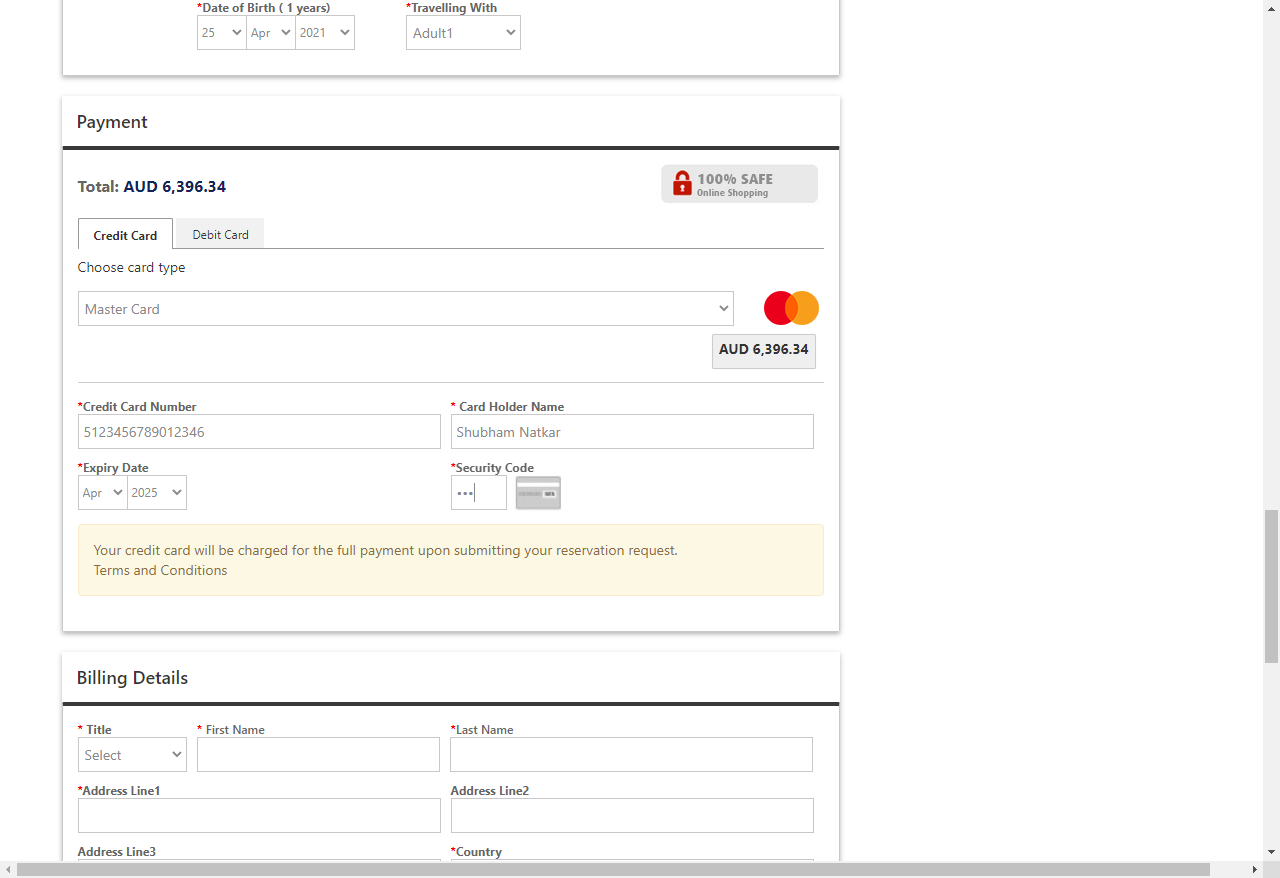 *Date of Birth ( 1 years) *Travelling With
25 Apr 2021 Adult1
Payment
Total: AUD 6,396.34
100% SAFE
Online Shopping
Credit Card Debit Card
Choose card type
Master Card
AUD 6,396.34
*Credit Card Number * Card Holder Name
5123456789012346 Shubham Natkar
*Expiry Date *Security Code
Apr 2025 •••
Your credit card will be charged for the full payment upon submitting your reservation request.
Terms and Conditions
Billing Details
* Title * First Name *Last Name
Select
*Address Line1 Address Line2
Address Line3 *Country